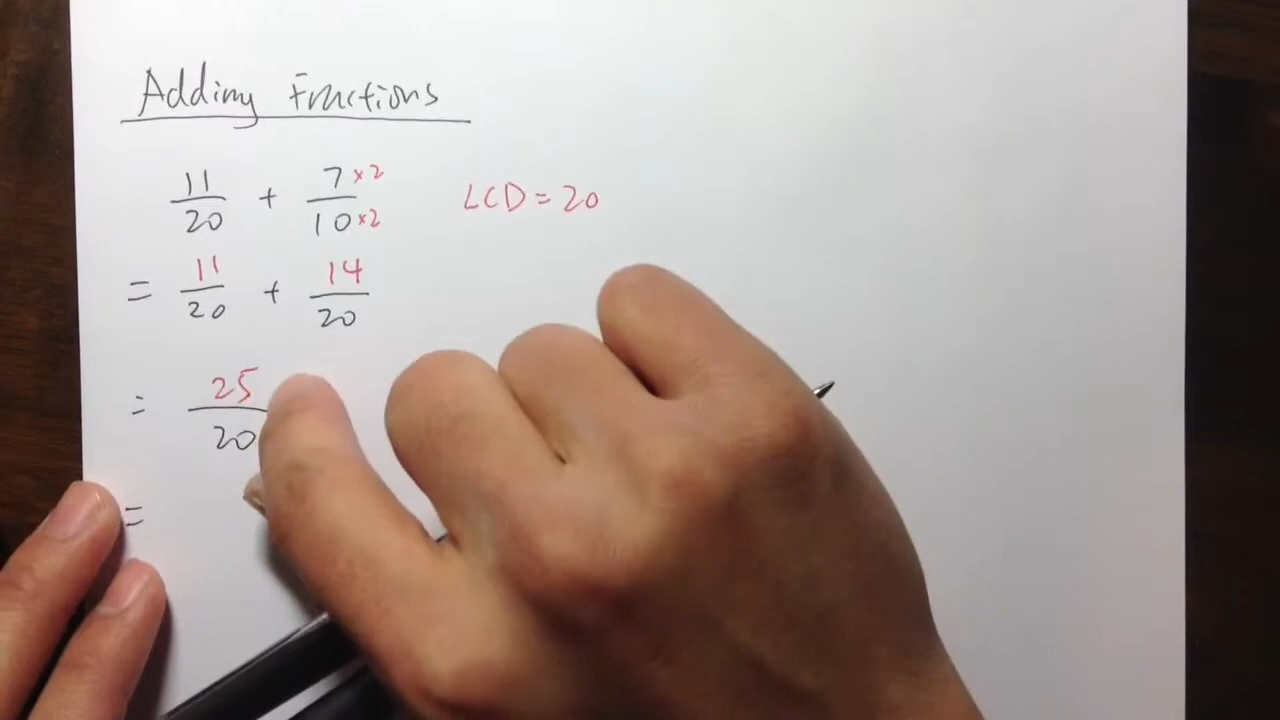 Adding Fractions
11/20 + 7×2/10×2 LCD = 20
= 11/20 + 14/20
= 25/20
=